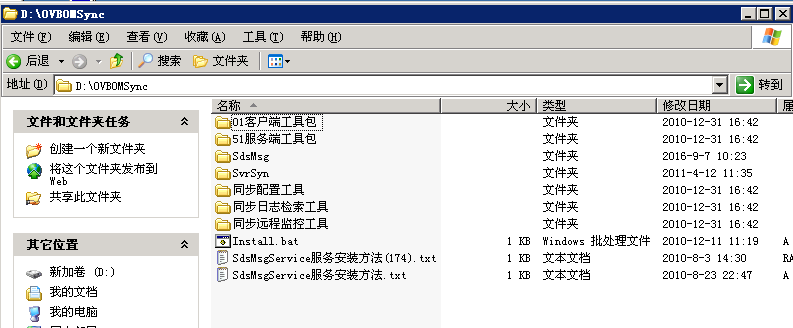 D:\OVBOMSync
文件(F) 编辑(E) 查看(V) 收藏(A) 工具(T) 帮助(H)
后退 搜索 文件夹
地址(D) D:\OVBOMSync 转到
文件和文件夹任务
创建一个新文件夹
将这个文件夹发布到
Web
共享此文件夹
其它位置
新加卷 (D:)
我的文档
我的电脑
名称 大小 类型 修改日期
01客户端工具包 文件夹 2010-12-31 16:42
51服务端工具包 文件夹 2010-12-31 16:42
SdsMsg 文件夹 2016-9-7 10:23
SvrSyn 文件夹 2011-4-12 11:35
同步配置工具 文件夹 2010-12-31 16:42
同步日志检索工具 文件夹 2010-12-31 16:42
同步远程监控工具 文件夹 2010-12-31 16:42
Install.bat 1 KB Windows 批处理文件 2010-12-11 11:19 A
SdsMsgService服务安装方法(174).txt 1 KB 文本文档 2010-8-3 14:30 RA
SdsMsgService服务安装方法.txt 1 KB 文本文档 2010-8-23 22:47 A